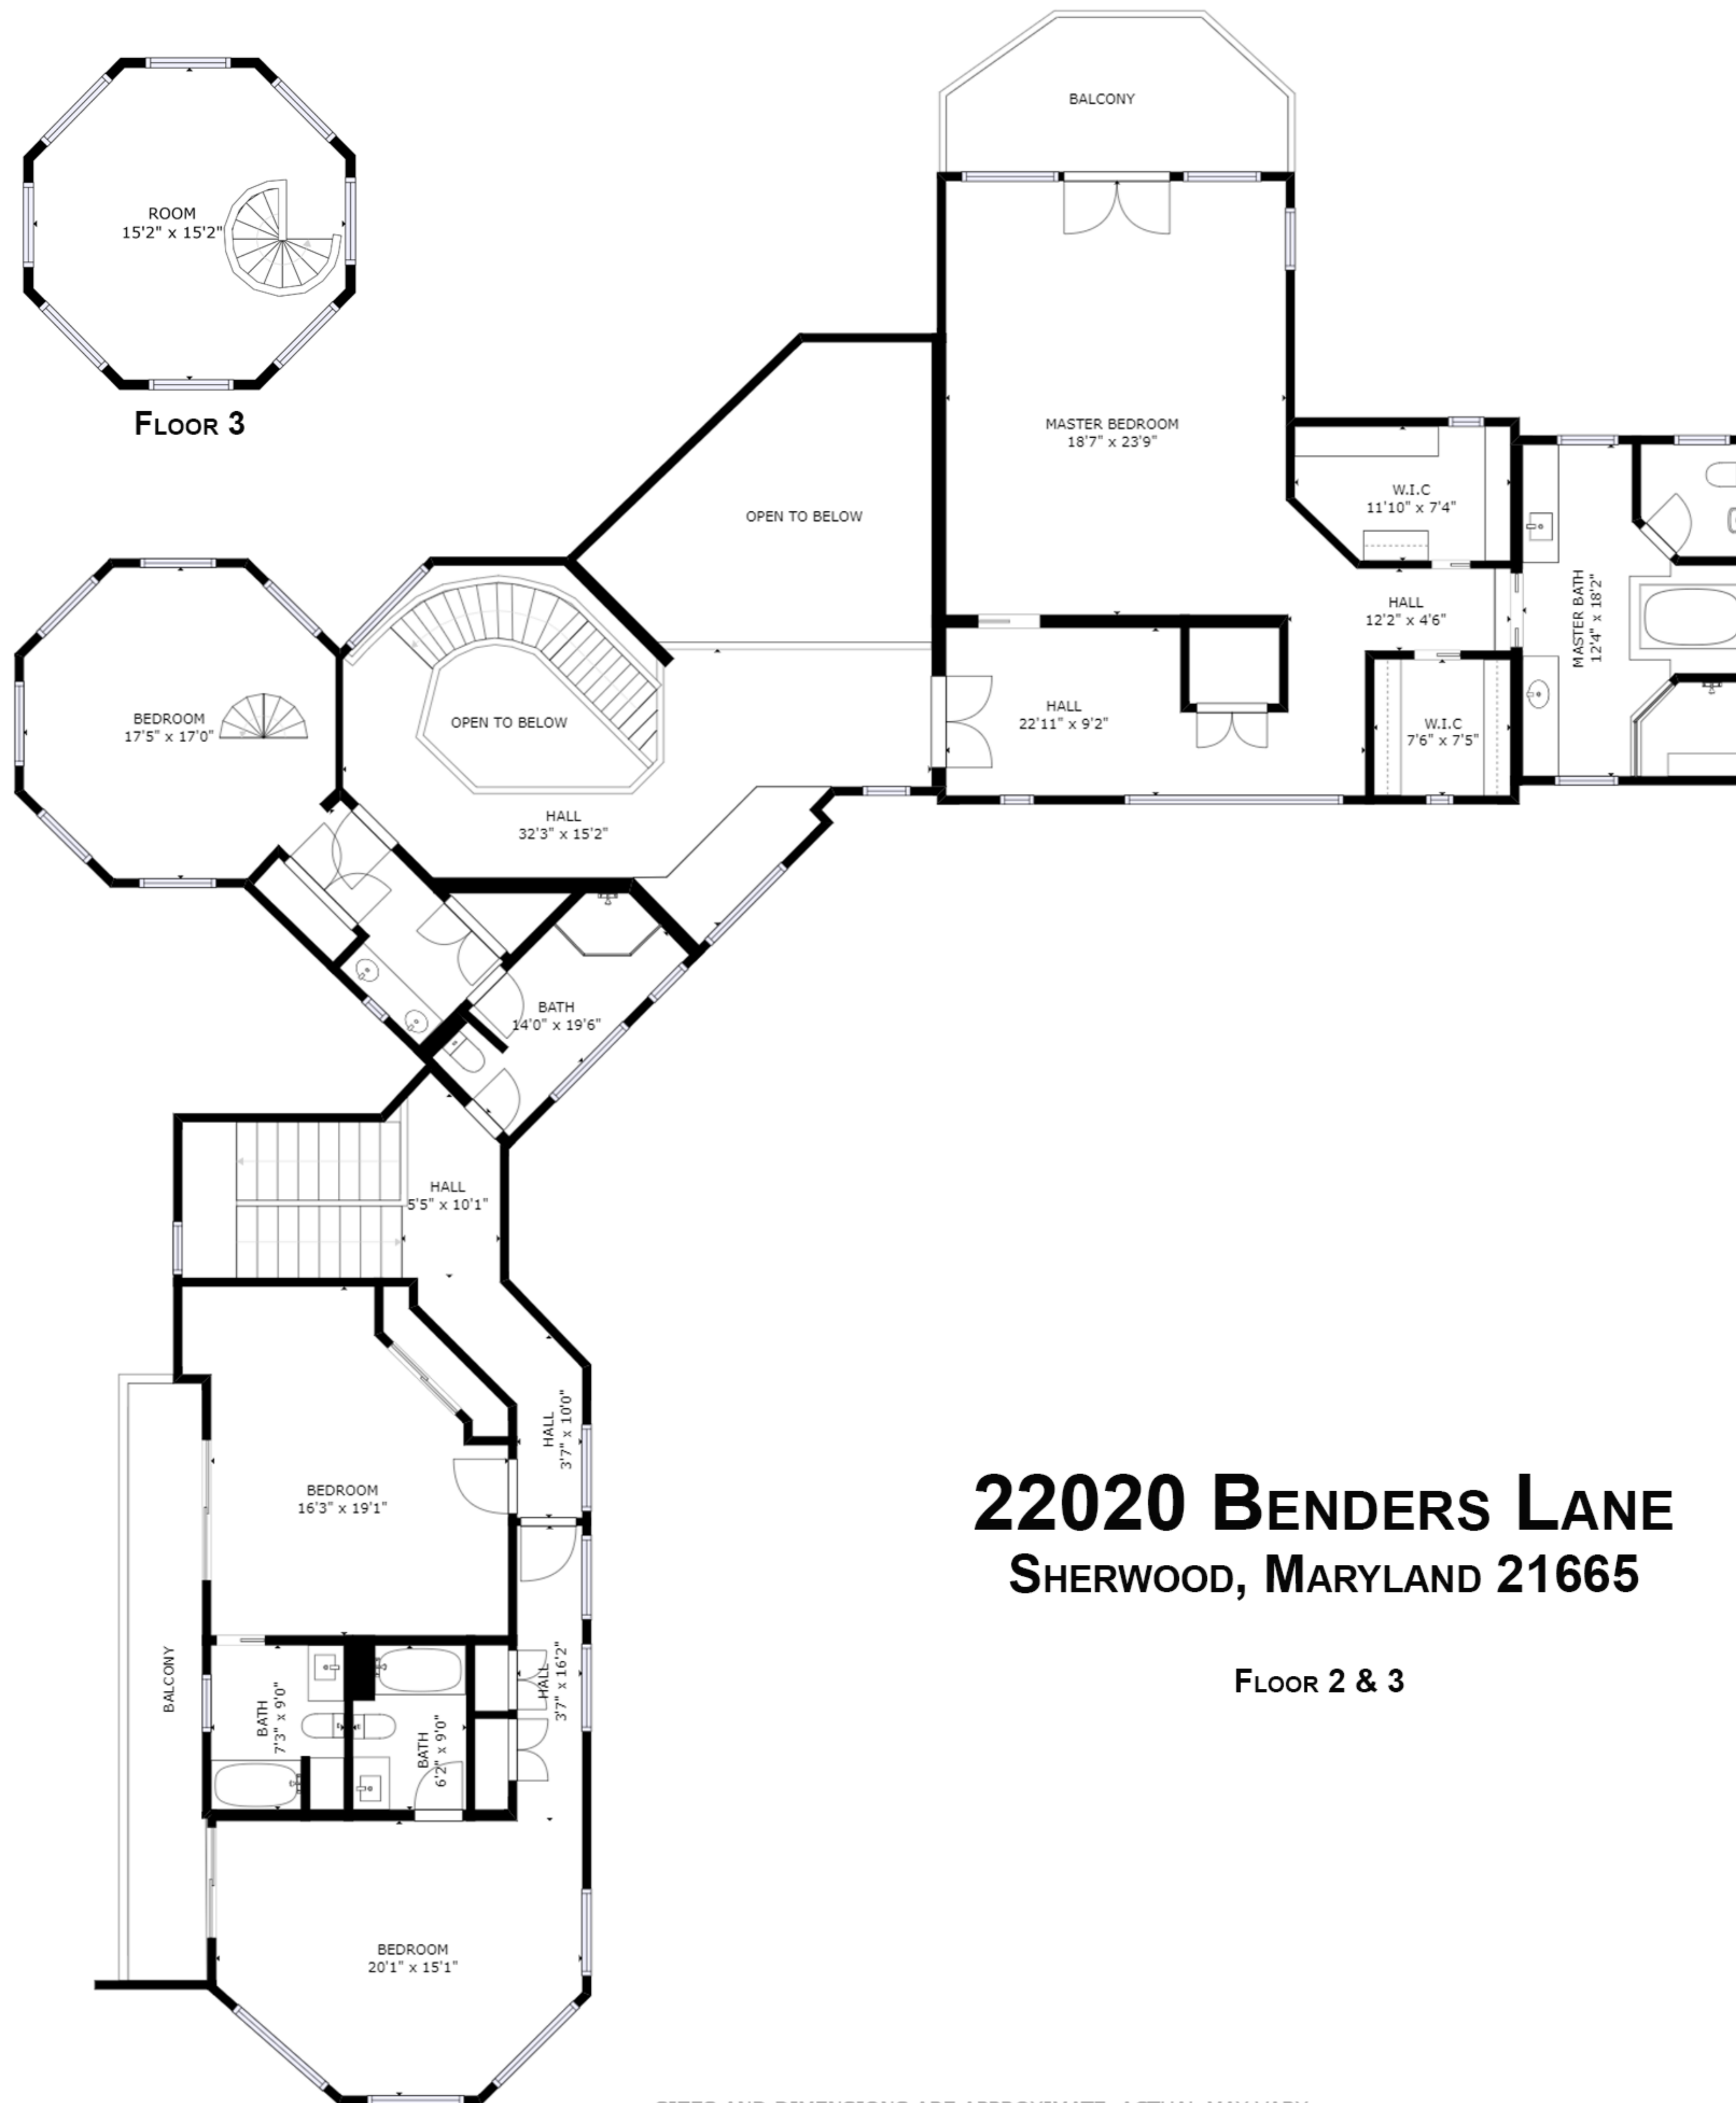 BALCONY
ROOM
15'2" x 15'2"
FLOOR 3
MASTER BEDROOM
18'7" x 23'9"
OPEN TO BELOW
W.I.C
11'10" x 7'4"
HALL
12'2" x 4'6"
MASTER BATH
12'4" x 18'2"
BEDROOM
17'5" x 17'0"
OPEN TO BELOW
HALL
22'11" x 9'2"
W.I.C
7'6" x 7'5"
HALL
32'3" x 15'2"
BATH
14'0" x 19'6"
HALL
5'5" x 10'1"
HALL
3'7" x 10'0"
BEDROOM
16'3" x 19'1"
22020 BENDERS LANE
SHERWOOD, MARYLAND 21665
FLOOR 2 & 3
BALCONY
BATH
7'3" x 9'0"
BATH
6'2" x 9'0"
HALL
3'7" x 16'2"
BEDROOM
20'1" x 15'1"